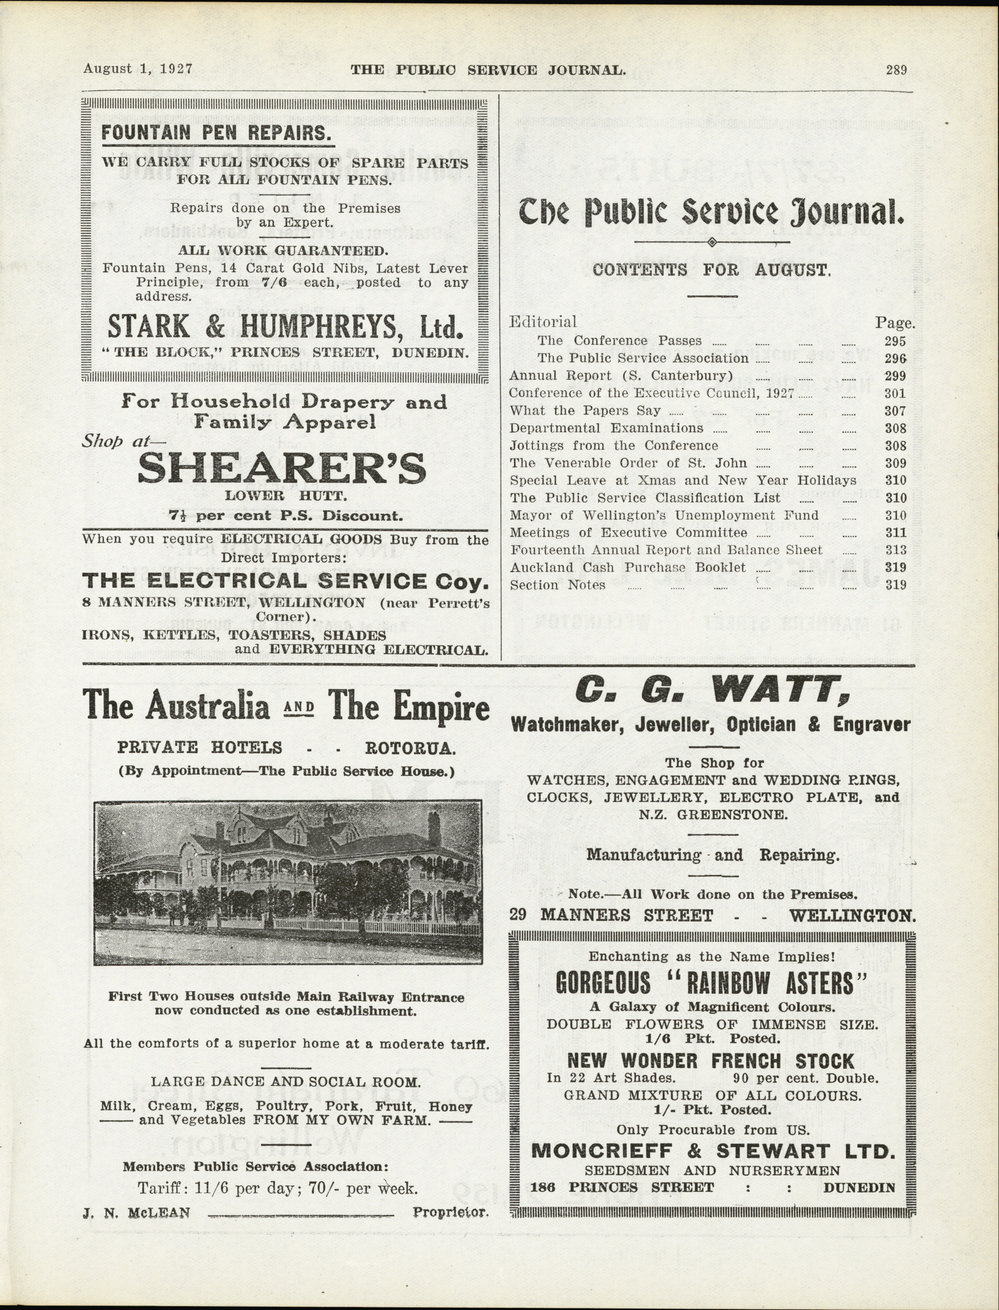 August 1, 1927
THE PUBLIC SERVICE JOURNAL.
289
FOUNTAIN PEN REPAIRS.
WE CARRY FULL STOCKS OF SPARE PARTS
FOR ALL FOUNTAIN PENS.
Repairs done on the Premises
by an Expert.
ALL WORK GUARANTEED.
Fountain Pens, 14 Carat Gold Nibs, Latest Lever
Principle, from 7/6 each, posted to any
address.
STARK & HUMPHREYS, Ltd.
"THE BLOCK," PRINCES STREET, DUNEDIN.
For Household Drapery and
Family Apparel
Shop at—
SHEARER'S
LOWER HUTT.
7½ per cent P.S. Discount.
When you require ELECTRICAL GOODS Buy from the
Direct Importers:
THE ELECTRICAL SERVICE Coy.
8 MANNERS STREET, WELLINGTON (near Perrett's
Corner).
IRONS, KETTLES, TOASTERS, SHADES
and EVERYTHING ELECTRICAL.
The Public Service Journal.
CONTENTS FOR AUGUST.
Editorial Page.
The Conference Passes ..... ..... ..... ..... 295
The Public Service Association ..... ..... ..... 296
Annual Report (S. Canterbury) ..... ..... ..... 299
Conference of the Executive Council, 1927 ..... ..... 301
What the Papers Say ..... ..... ..... ..... 307
Departmental Examinations ..... ..... ..... ..... 308
Jottings from the Conference ..... ..... ..... 308
The Venerable Order of St. John ..... ..... ..... 309
Special Leave at Xmas and New Year Holidays 310
The Public Service Classification List ..... ..... 310
Mayor of Wellington's Unemployment Fund ..... 310
Meetings of Executive Committee ..... ..... ..... 311
Fourteenth Annual Report and Balance Sheet ..... 313
Auckland Cash Purchase Booklet ..... ..... ..... 319
Section Notes ..... ..... ..... ..... ..... ..... 319
The Australia AND The Empire
PRIVATE HOTELS - - ROTORUA.
(By Appointment—The Public Service House.)
First Two Houses outside Main Railway Entrance
now conducted as one establishment.
All the comforts of a superior home at a moderate tariff.
LARGE DANCE AND SOCIAL ROOM.
Milk, Cream, Eggs, Poultry, Pork, Fruit, Honey
—— and Vegetables FROM MY OWN FARM. ——
Members Public Service Association:
Tariff: 11/6 per day; 70/- per week.
J. N. McLEAN —————— Proprietor.
C. G. WATT,
Watchmaker, Jeweller, Optician & Engraver
The Shop for
WATCHES, ENGAGEMENT and WEDDING RINGS,
CLOCKS, JEWELLERY, ELECTRO PLATE, and
N.Z. GREENSTONE.
Manufacturing and Repairing.
Note.—All Work done on the Premises.
29 MANNERS STREET - - WELLINGTON.
Enchanting as the Name Implies!
GORGEOUS "RAINBOW ASTERS"
A Galaxy of Magnificent Colours.
DOUBLE FLOWERS OF IMMENSE SIZE.
1/6 Pkt. Posted.
NEW WONDER FRENCH STOCK
In 22 Art Shades. 90 per cent. Double.
GRAND MIXTURE OF ALL COLOURS.
1/- Pkt. Posted.
Only Procurable from US.
MONCRIEFF & STEWART LTD.
SEEDSMEN AND NURSERYMEN
186 PRINCES STREET : : DUNEDIN